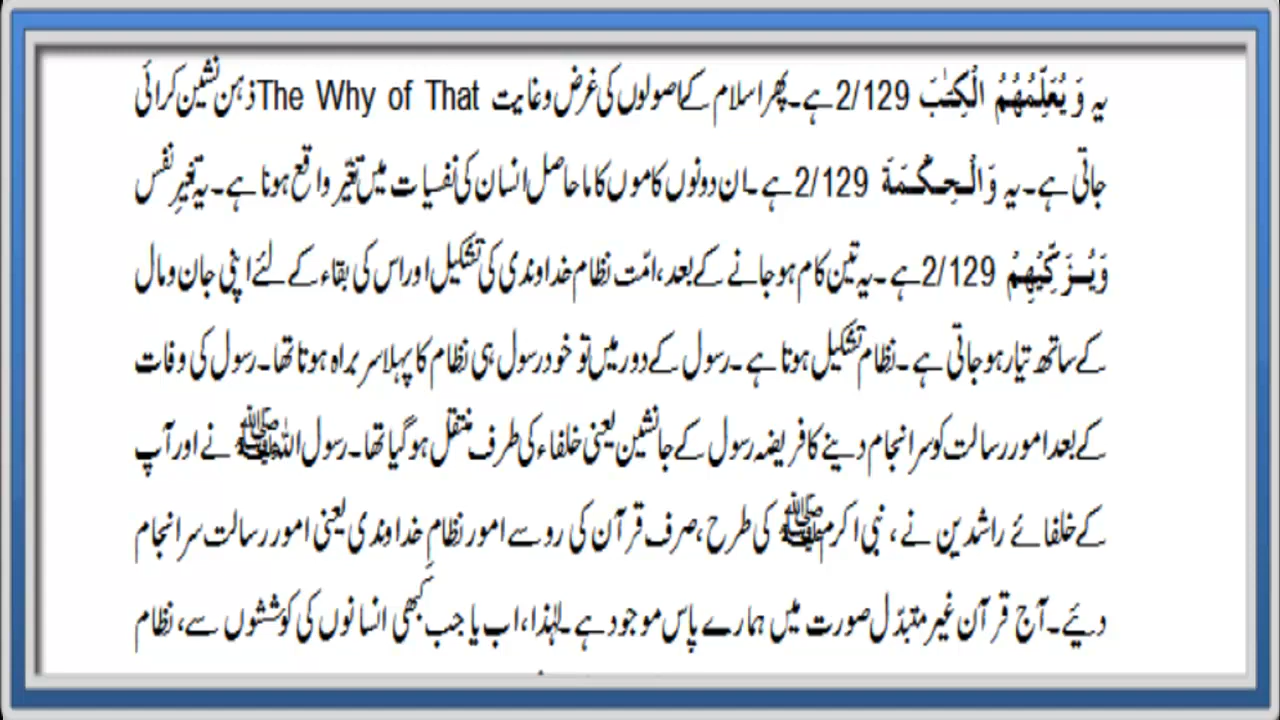 یہ وَ یُعَلِّمُهُمُ الْكِتٰبَ 2/129 ہے۔ پھر اسلام کے اصولوں کی غرض و غایت The Why of That ذہن نشین کرائی
جاتی ہے۔ یہ وَالْحِكْمَةَ 2/129 ہے۔ ان دونوں کاموں کا ماحاصل انسان کی نفسیات میں تغیّر واقع ہونا ہے۔ یہ تغیرِ نفس
وَیُزَكِّیْهِمْ 2/129 ہے۔ یہ تین کام ہو جانے کے بعد، امّت نظام خداوندی کی تشکیل اور اس کی بقاء کے لئے اپنی جان و مال
کے ساتھ تیار ہو جاتی ہے۔ نظام تشکیل ہوتا ہے۔ رسول کے دور میں تو خود رسول ہی نظام کا پہلا سربراہ ہوتا تھا۔ رسول کی وفات
کے بعد امور رسالت کو سرانجام دینے کا فریضہ رسول کے جانشین یعنی خلفاء کی طرف منتقل ہو گیا تھا۔ رسول اللہ ﷺ نے اور آپ
کے خلفائے راشدین نے، نبی اکرم ﷺ کی طرح، صرف قرآن کی رو سے امور نظامِ خداوندی یعنی امور رسالت سرانجام
دیئے۔ آج قرآن غیر متبدّل صورت میں ہمارے پاس موجود ہے۔ لہٰذا، اب یا جب کبھی انسانوں کی کوششوں سے، نظام